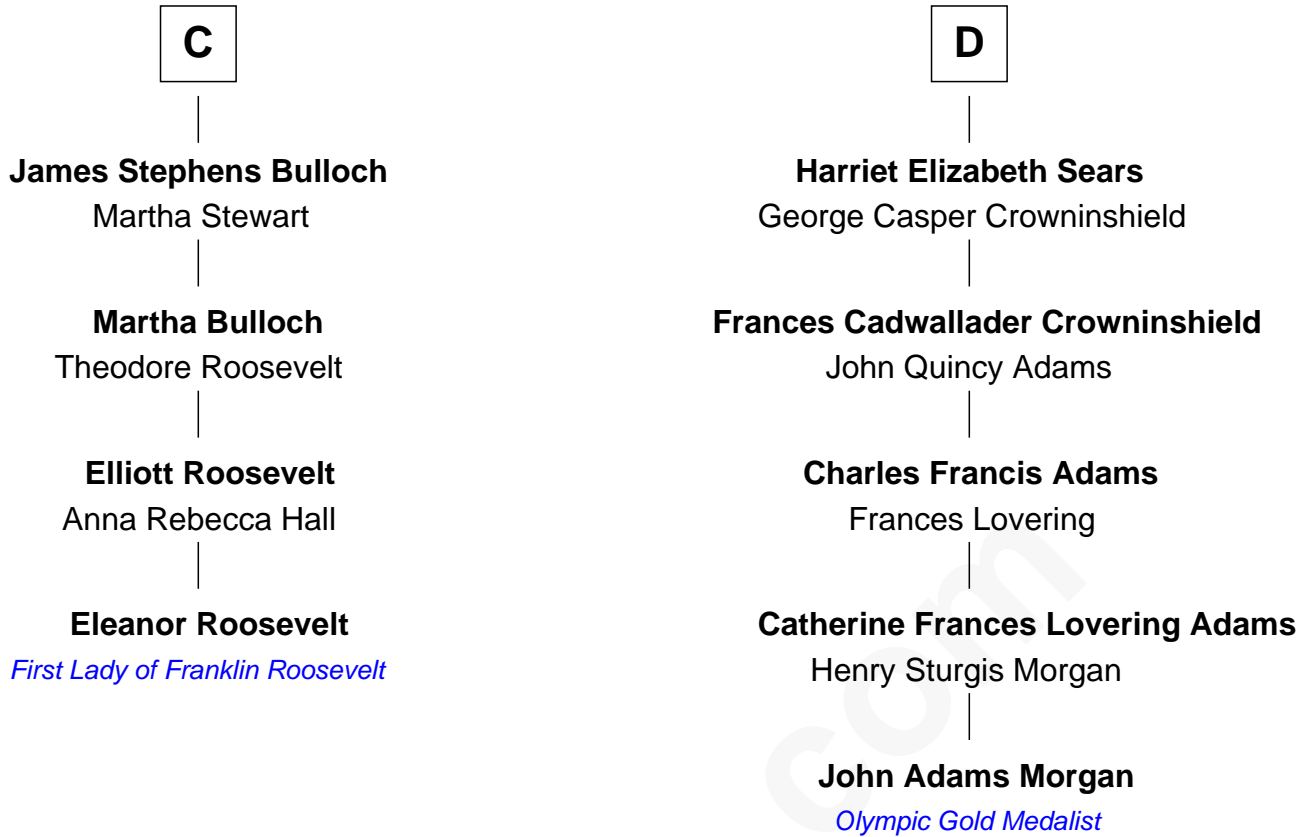 C
James Stephens Bulloch
Martha Stewart
Martha Bulloch
Theodore Roosevelt
Elliott Roosevelt
Anna Rebecca Hall
Eleanor Roosevelt
First Lady of Franklin Roosevelt
D
Harriet Elizabeth Sears
George Casper Crowninshield
Frances Cadwallader Crowninshield
John Quincy Adams
Charles Francis Adams
Frances Lovering
Catherine Frances Lovering Adams
Henry Sturgis Morgan
John Adams Morgan
Olympic Gold Medalist
com